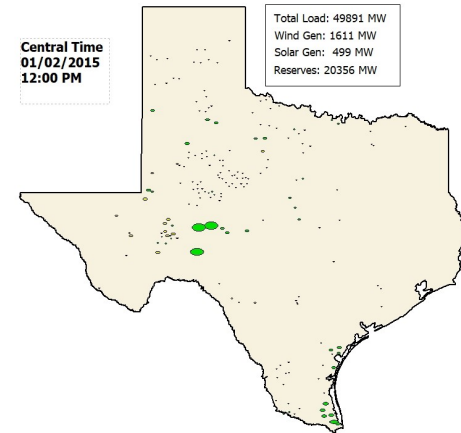 Central Time
01/02/2015
12:00 PM
Total Load: 49891 MW
Wind Gen: 1611 MW
Solar Gen: 499 MW
Reserves: 20356 MW